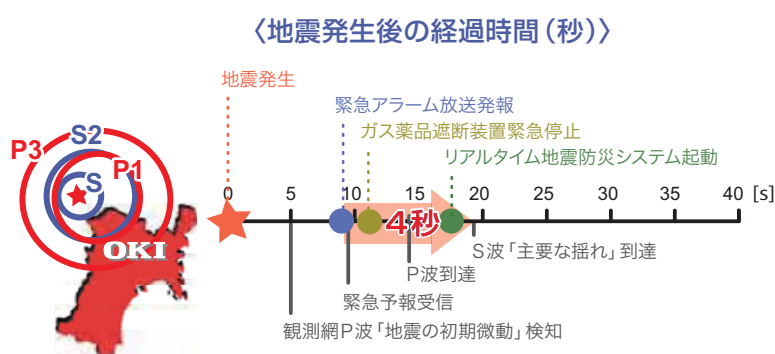 〈地震発生後の経過時間（秒）〉
地震発生
緊急アラーム放送発報
ガス薬品遮断装置緊急停止
リアルタイム地震防災システム起動
P3
S2
P1
S
OKI
0 5 10 15 20 25 30 35 40 [s]
4秒
S波「主要な揺れ」到達
P波到達
緊急予報受信
観測網P波「地震の初期微動」検知